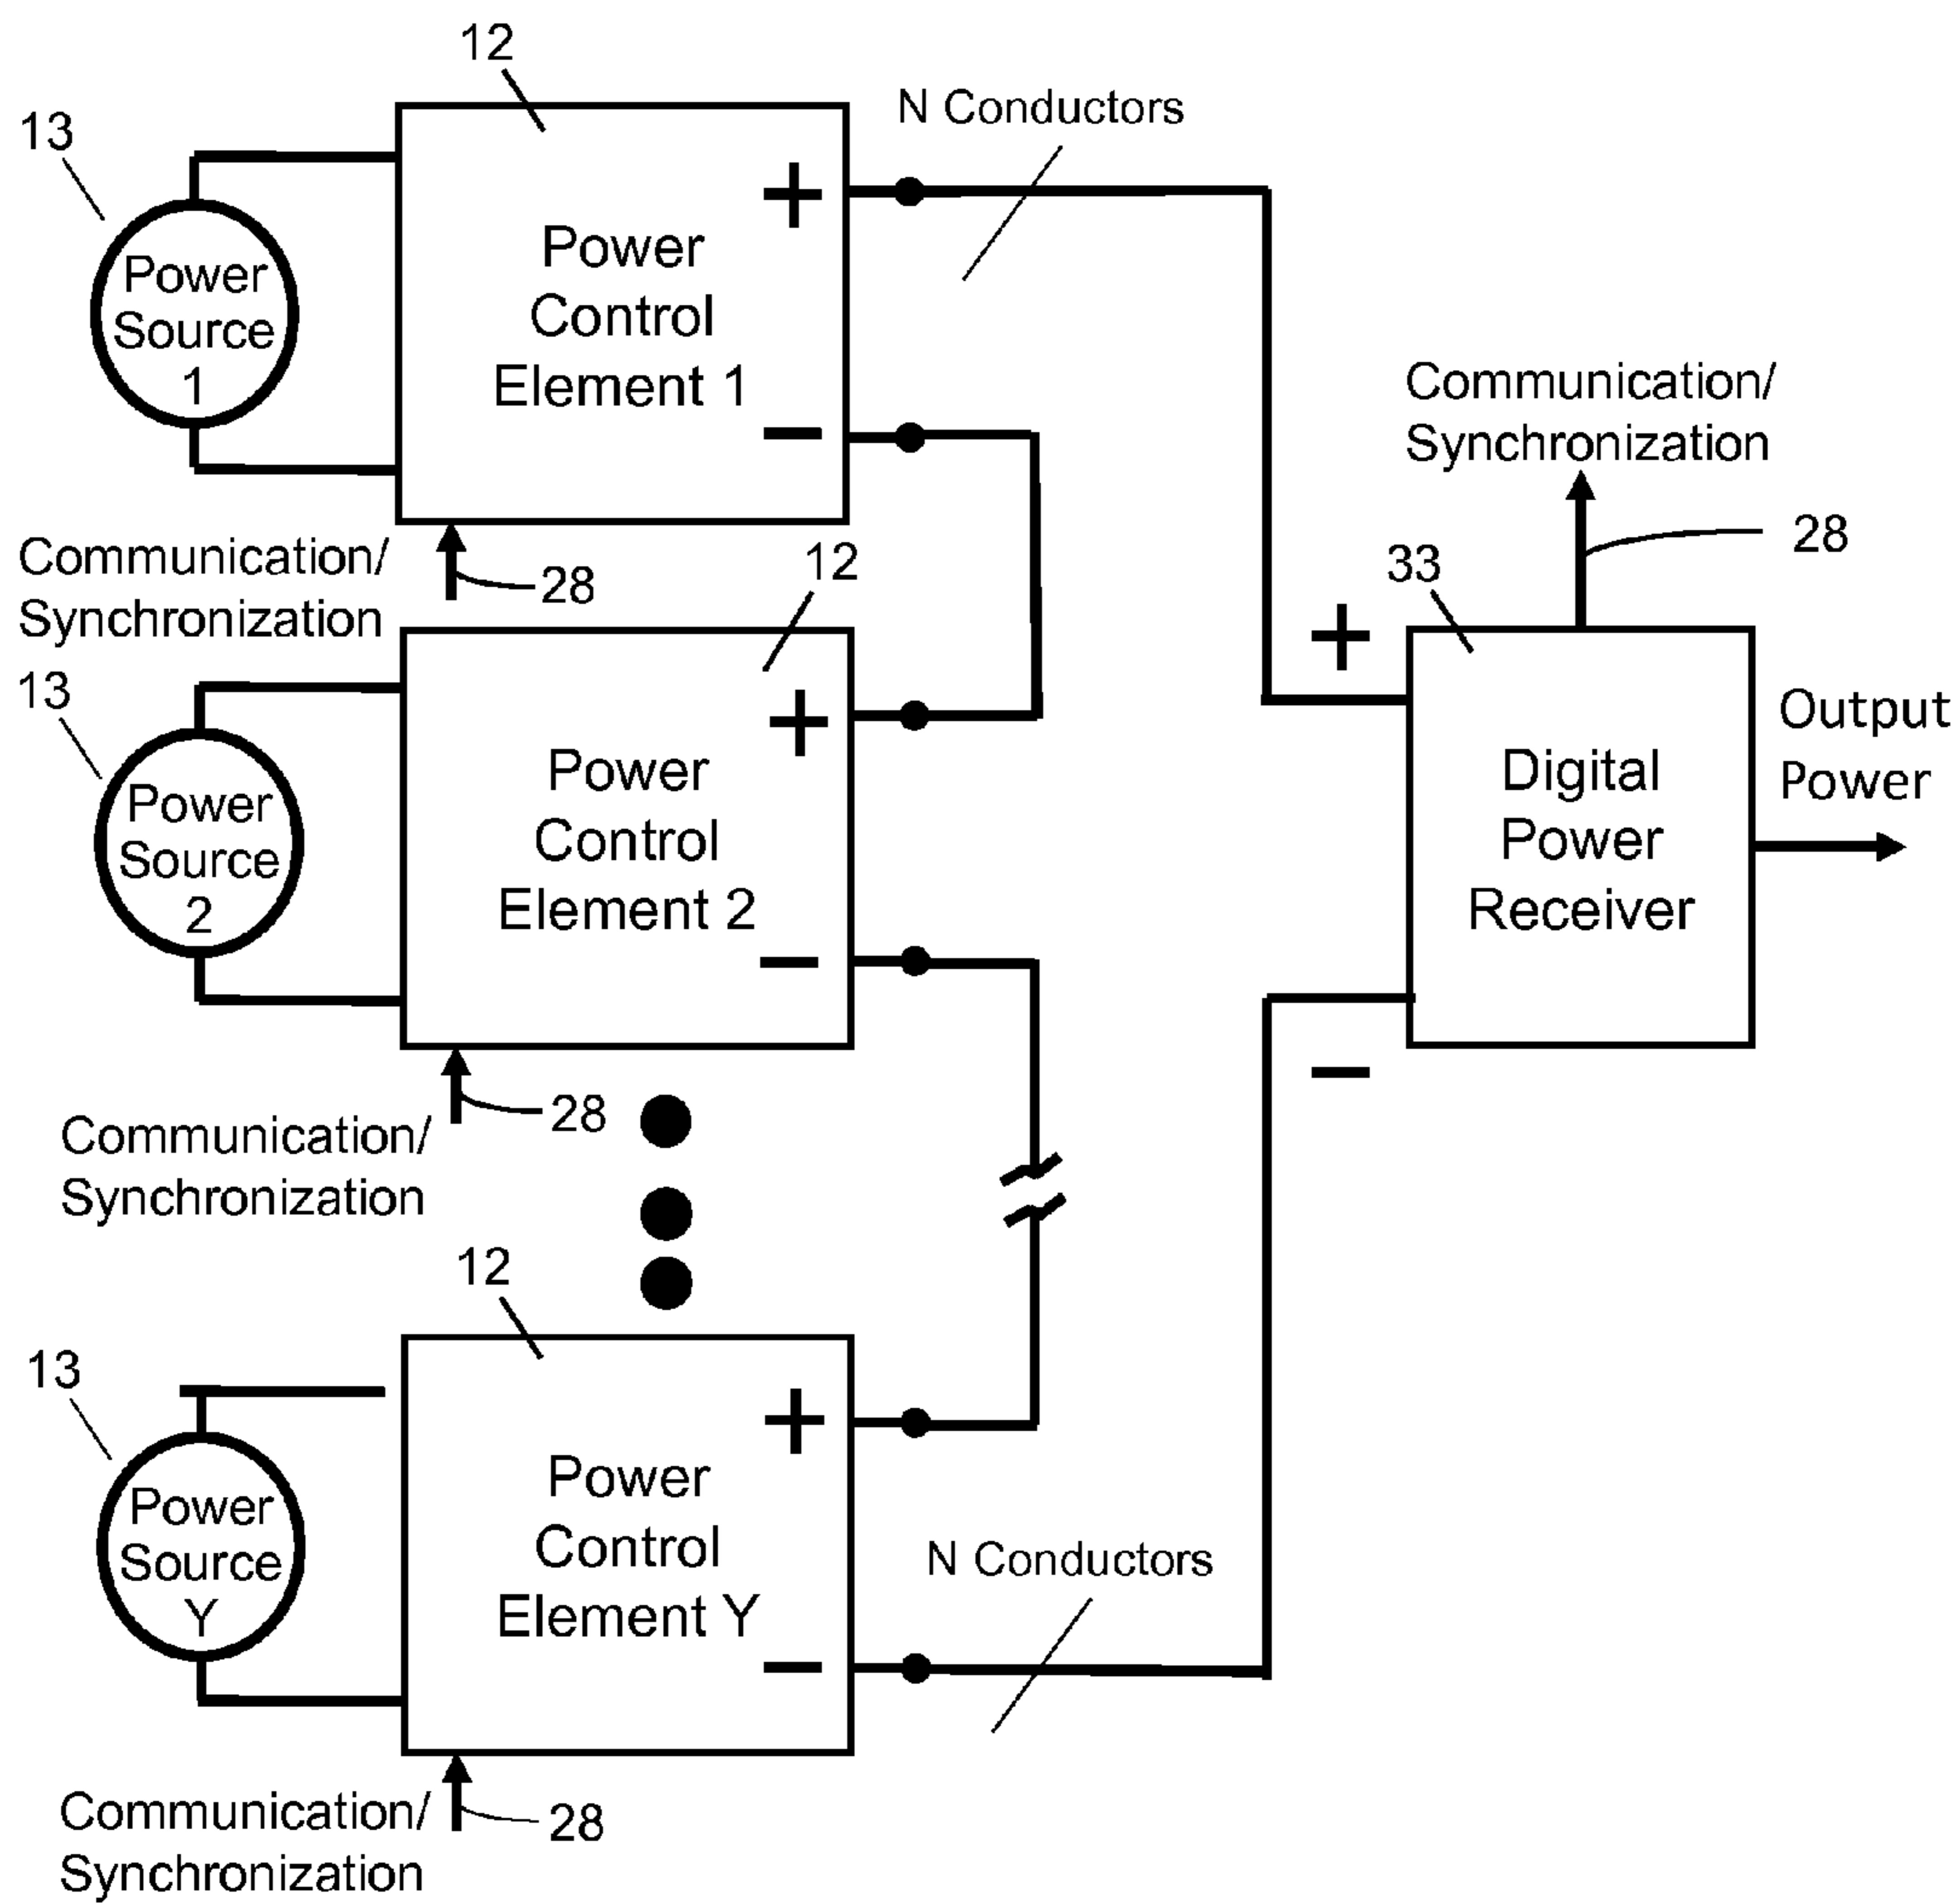 12
N Conductors
13
+
Power
Control
Element 1
−
Power
Source
1
Communication/
Synchronization
28
33
+
−
Digital
Power
Receiver
Output
Power
Communication/
Synchronization
28
12
13
+
Power
Control
Element 2
−
Power
Source
2
Communication/
Synchronization
28
12
13
+
Power
Control
Element Y
−
Power
Source
Y
N Conductors
Communication/
Synchronization
28